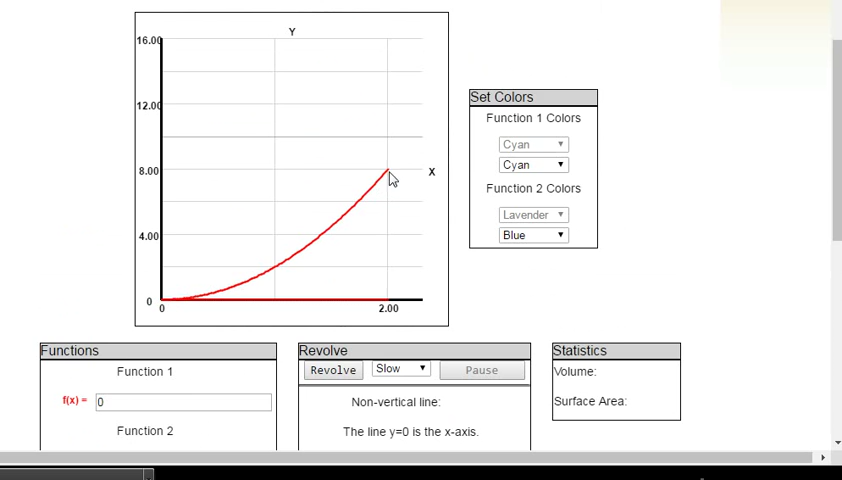 Y
16.00
12.00
8.00
X
4.00
0
0
2.00
Set Colors
Function 1 Colors
Cyan
Cyan
Function 2 Colors
Lavender
Blue
Functions
Function 1
f(x) =
0
Function 2
Revolve
Revolve
Slow
Pause
Non-vertical line:
The line y=0 is the x-axis.
Statistics
Volume:
Surface Area: